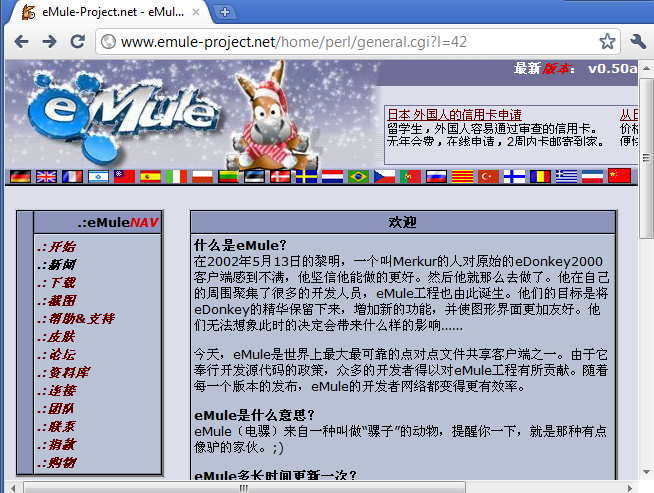 eMule-Project.net - eMul...
www.emule-project.net/home/perl/general.cgi?l=42
eMule
最新版本: v0.50a
日本 外国人的信用卡申请
留学生，外国人容易通过审查的信用卡。
无年会费，在线申请，2周内卡邮寄到家。
.:eMuleNAV
.:开始
.:新闻
.:下载
.:截图
.:帮助&支持
.:皮肤
.:论坛
.:资料库
.:连接
.:团队
.:联系
.:捐款
.:购物
欢迎
什么是eMule?
在2002年5月13日的黎明，一个叫Merkur的人对原始的eDonkey2000
客户端感到不满，他坚信他能做的更好。然后他就那么去做了。他在自己
的周围聚集了很多的开发人员，eMule工程也由此诞生。他们的目标是将
eDonkey的精华保留下来，增加新的功能，并使图形界面更加友好。他
们无法想象此时的决定会带来什么样的影响......
今天，eMule是世界上最大最可靠的点对点文件共享客户端之一。由于它
奉行开发源代码的政策，众多的开发者得以对eMule工程有所贡献。随着
每一个版本的发布，eMule的开发者网络都变得更有效率。
eMule是什么意思?
eMule（电骡）来自一种叫做“骡子”的动物，提醒你一下，就是那种有点
像驴的家伙。;)
eMule多长时间更新一次?